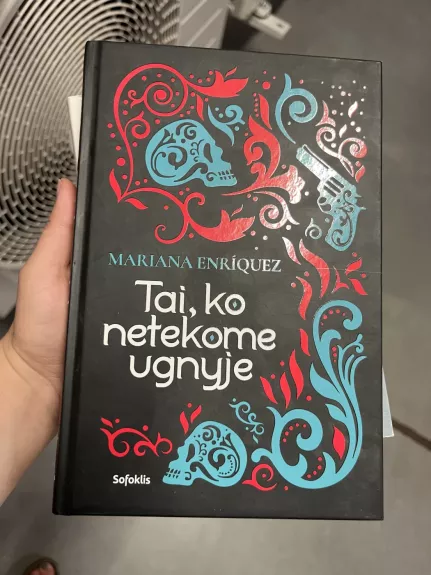 MARIANA ENRÍQUEZ
Tai, ko
netekome
ugnyje
Sofoklis